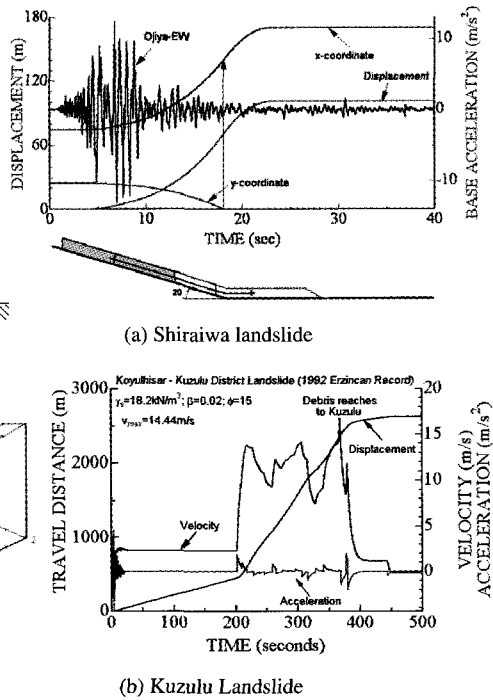 180
120
60
0
DISPLACEMENT (m)
Ojiya-EW
x-coordinate
Displacement
y-coordinate
10
0
-10
BASE ACCELERATION (m/s²)
0 10 20 30 40
TIME (sec)
20
(a) Shiraiwa landslide
Koyulhisar - Kuzulu District Landslide (1992 Erzincan Record)
γs=18.2kN/m³; β=0.02; ϕ=15
vmax=14.44m/s
Debris reaches
to Kuzulu
Displacement
Velocity
Acceleration
3000
2000
1000
0
TRAVEL DISTANCE (m)
20
15
10
5
0
VELOCITY (m/s)
ACCELERATION (m/s²)
0 100 200 300 400 500
TIME (seconds)
(b) Kuzulu Landslide